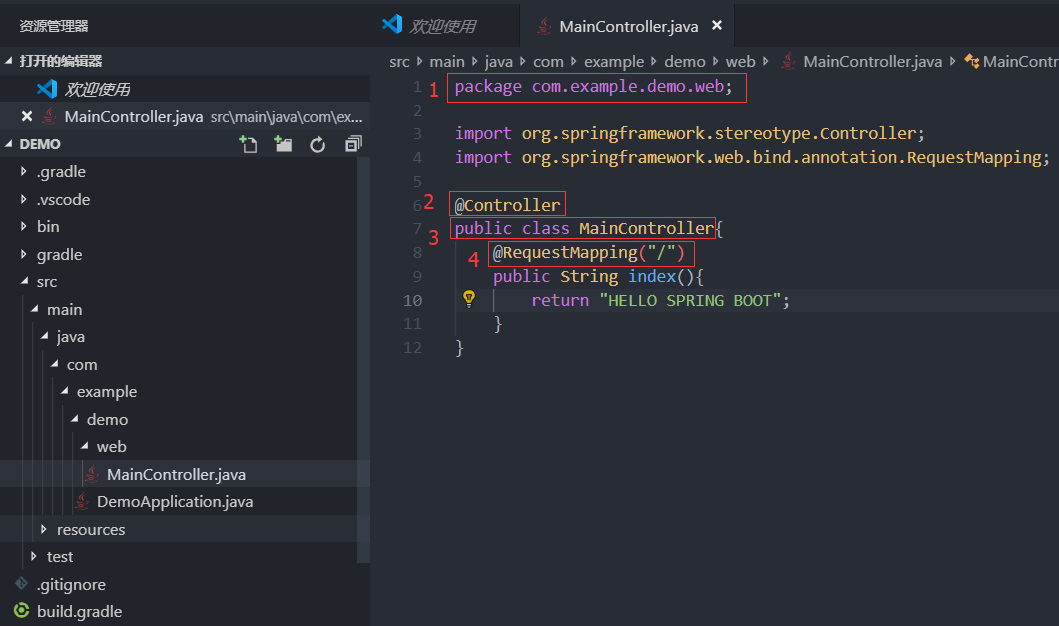 资源管理器
打开的编辑器
欢迎使用
MainController.java src\main\java\com\ex...
DEMO
.gradle
.vscode
bin
gradle
src
main
java
com
example
demo
web
MainController.java
DemoApplication.java
resources
test
.gitignore
build.gradle
欢迎使用 MainController.java
src main java com example demo web MainController.java MainContr
1 1 package com.example.demo.web;
2
3 import org.springframework.stereotype.Controller;
4 import org.springframework.web.bind.annotation.RequestMapping;
5
6 2 @Controller
7 3 public class MainController{
8 4 @RequestMapping("/")
9 public String index(){
10 return "HELLO SPRING BOOT";
11 }
12 }